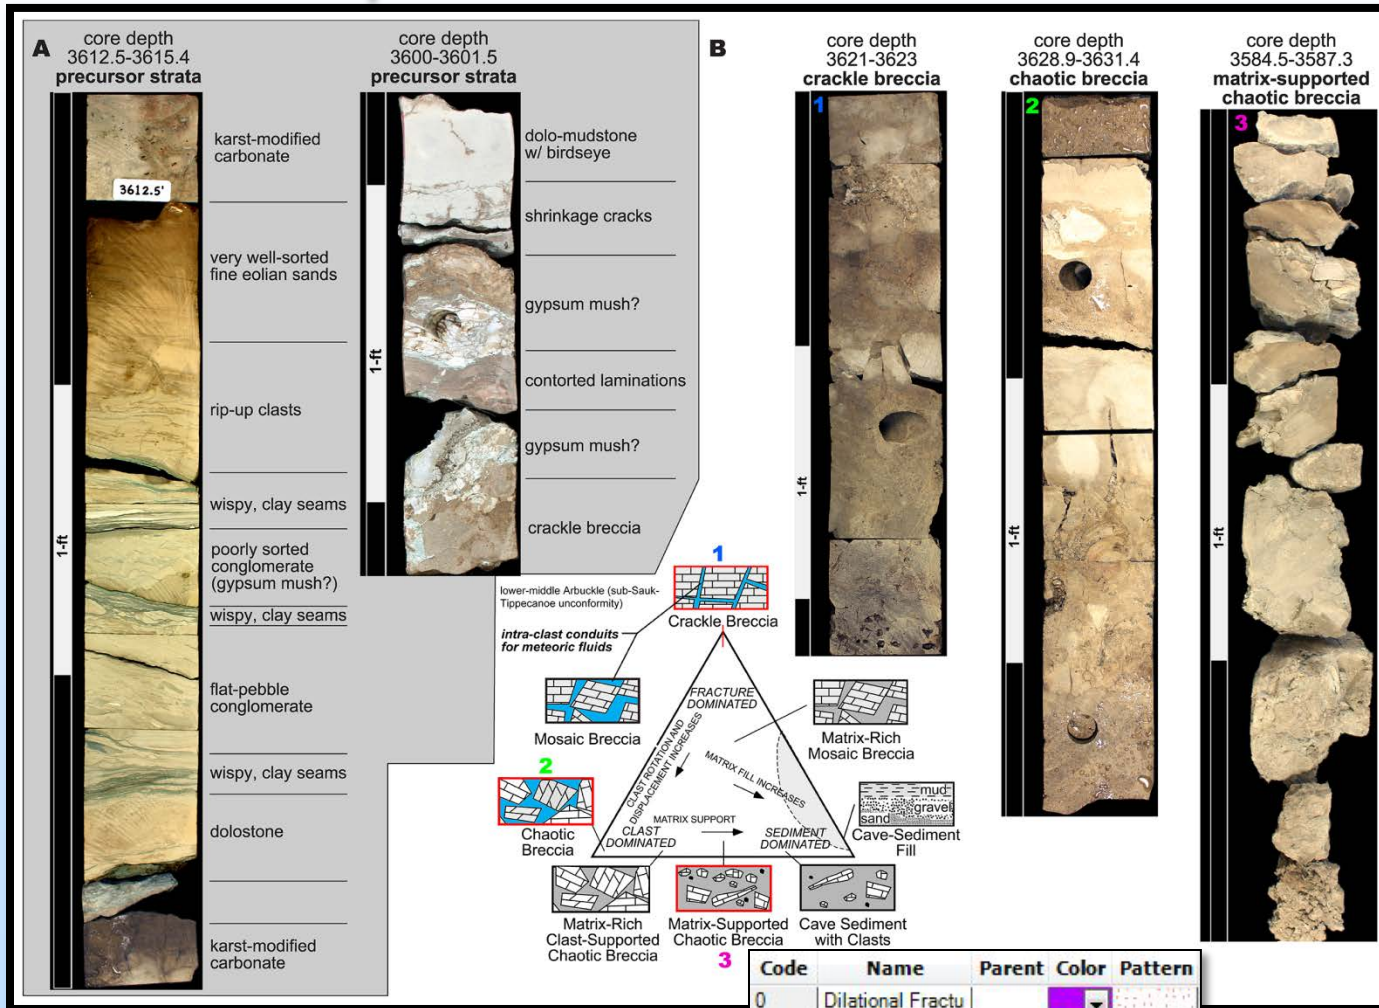 A
core depth
3612.5-3615.4
precursor strata
1-ft
3612.5'
karst-modified
carbonate
very well-sorted
fine eolian sands
rip-up clasts
wispy, clay seams
poorly sorted
conglomerate
(gypsum mush?)
wispy, clay seams
flat-pebble
conglomerate
wispy, clay seams
dolostone
karst-modified
carbonate
core depth
3600-3601.5
precursor strata
1-ft
dolo-mudstone
w/ birdseye
shrinkage cracks
gypsum mush?
contorted laminations
gypsum mush?
crackle breccia
B
core depth
3621-3623
crackle breccia
1
1-ft
core depth
3628.9-3631.4
chaotic breccia
2
1-ft
core depth
3584.5-3587.3
matrix-supported
chaotic breccia
3
1-ft
1
lower-middle Arbuckle (sub-Sauk-
Tippecanoe unconformity)
Crackle Breccia
intra-clast conduits
for meteoric fluids
Mosaic Breccia
Matrix-Rich
Mosaic Breccia
FRACTURE
DOMINATED
CLAST ROTATION AND
DISPLACEMENT INCREASES
MATRIX FILL INCREASES
MATRIX SUPPORT
CLAST
DOMINATED
SEDIMENT
DOMINATED
2
Chaotic
Breccia
mud
gravel
sand
Cave-Sediment
Fill
Matrix-Rich
Clast-Supported
Chaotic Breccia
Matrix-Supported
Chaotic Breccia
3
Cave Sediment
with Clasts
Code Name Parent Color Pattern
0 Dilational Fractu